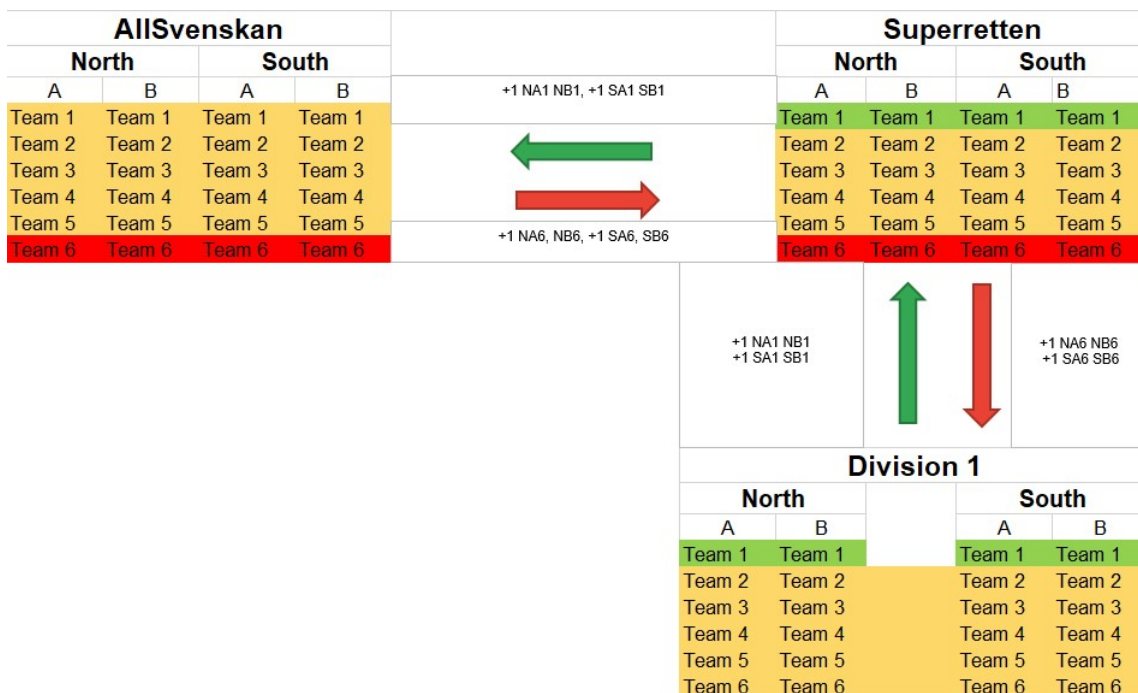 AllSvenskan Superretten
North South North South
A B A B +1 NA1 NB1, +1 SA1 SB1 A B A B
Team 1 Team 1 Team 1 Team 1 Team 1 Team 1 Team 1 Team 1
Team 2 Team 2 Team 2 Team 2 Team 2 Team 2 Team 2 Team 2
Team 3 Team 3 Team 3 Team 3 Team 3 Team 3 Team 3 Team 3
Team 4 Team 4 Team 4 Team 4 Team 4 Team 4 Team 4 Team 4
Team 5 Team 5 Team 5 Team 5 Team 5 Team 5 Team 5 Team 5
+1 NA6, NB6, +1 SA6, SB6
Team 6 Team 6 Team 6 Team 6 Team 6 Team 6 Team 6 Team 6
+1 NA1 NB1 +1 NA6 NB6
+1 SA1 SB1 +1 SA6 SB6
Division 1
North South
A B A B
Team 1 Team 1 Team 1 Team 1
Team 2 Team 2 Team 2 Team 2
Team 3 Team 3 Team 3 Team 3
Team 4 Team 4 Team 4 Team 4
Team 5 Team 5 Team 5 Team 5
Team 6 Team 6 Team 6 Team 6